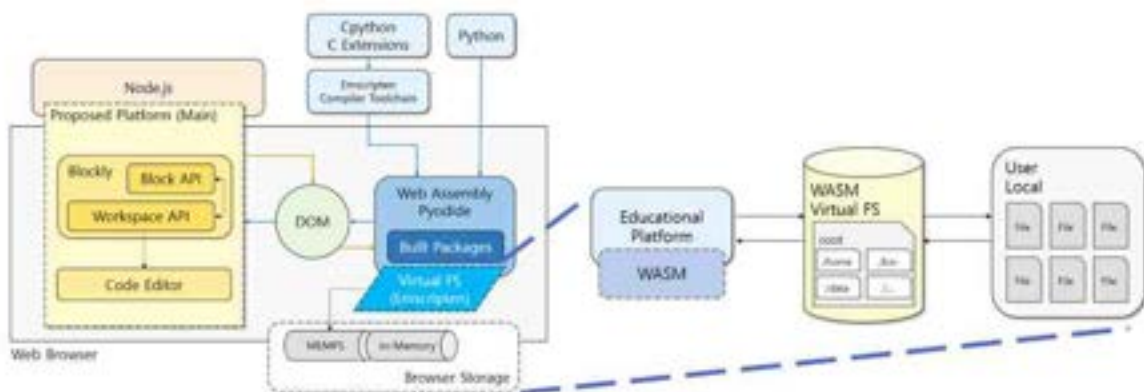 Cpython
C Extensions
Python
Emscripten
Compiler Toolchain
Node.js
Proposed Platform (Main)
Blockly
Block API
Workspace API
Code Editor
DOM
Web Assembly
Pyodide
Built Packages
Virtual FS
(Emscripten)
MEMFS
In-Memory
Browser Storage
Web Browser
Educational
Platform
WASM
WASM
Virtual FS
root
/home
/data
User
Local
File
File
File
File
File
File